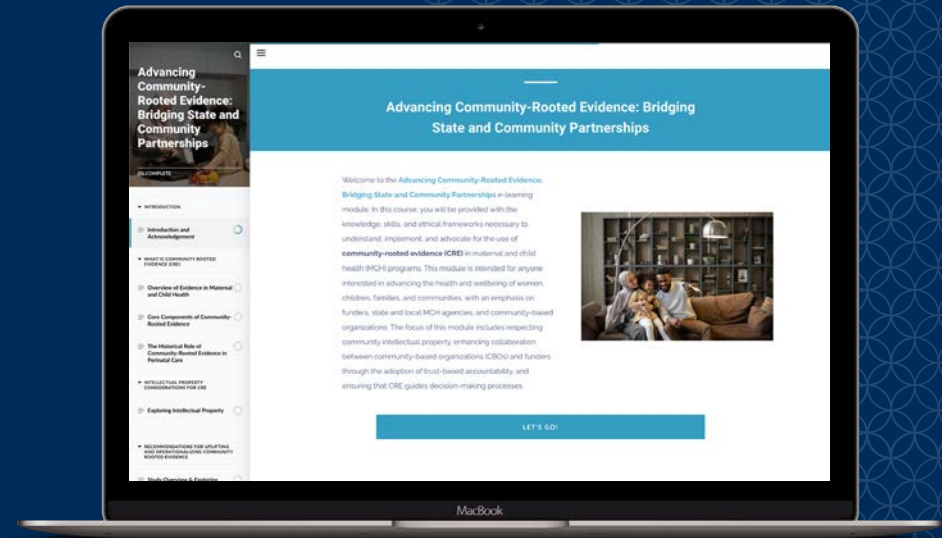 Advancing
Community-
Rooted Evidence:
Bridging State and
Community
Partnerships
COMPLETE
INTRODUCTION
Introduction and
Acknowledgement
WHAT IS COMMUNITY ROOTED
EVIDENCE (CRE)
Overview of Evidence in Maternal
and Child Health
Core Components of Community-
Rooted Evidence
The Historical Role of
Community-Rooted Evidence in
Perinatal Care
INTELLECTUAL PROPERTY
CONSIDERATIONS FOR CRE
Exploring Intellectual Property
RECOMMENDATIONS FOR UPLIFTING
AND OPERATIONALIZING COMMUNITY
ROOTED EVIDENCE
Study Overview & Exploring
Advancing Community-Rooted Evidence: Bridging
State and Community Partnerships
Welcome to the Advancing Community-Rooted Evidence:
Bridging State and Community Partnerships e-learning
module. In this course, you will be provided with the
knowledge, skills, and ethical frameworks necessary to
understand, implement, and advocate for the use of
community-rooted evidence (CRE) in maternal and child
health (MCH) programs. This module is intended for anyone
interested in advancing the health and wellbeing of women,
children, families, and communities, with an emphasis on
funders, state and local MCH agencies, and community-based
organizations. The focus of this module includes respecting
community intellectual property, enhancing collaboration
between community-based organizations (CBOs) and funders
through the adoption of trust-based accountability, and
ensuring that CRE guides decision-making processes.
LET'S GO!
MacBook